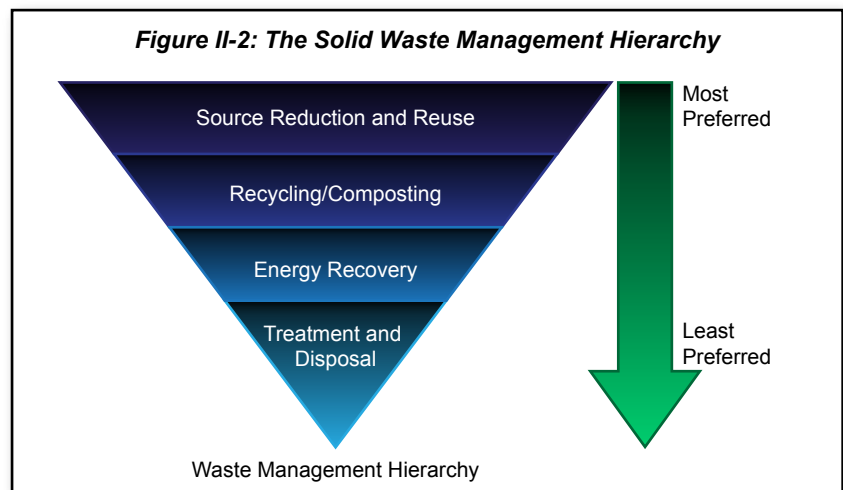 Figure II-2: The Solid Waste Management Hierarchy
Source Reduction and Reuse
Most
Preferred
Recycling/Composting
Energy Recovery
Treatment and
Disposal
Least
Preferred
Waste Management Hierarchy